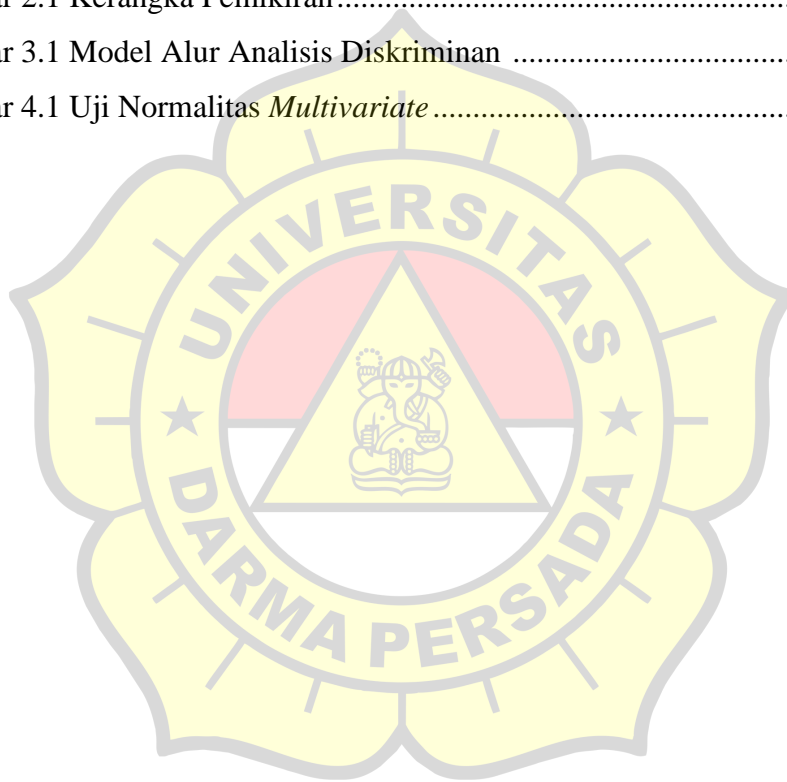 ar 2.1 Kerangka Pemikiran........................................................
ar 3.1 Model Alur Analisis Diskriminan ...................................
ar 4.1 Uji Normalitas Multivariate.............................................
UNIVERSITAS
DARMA PERSADA